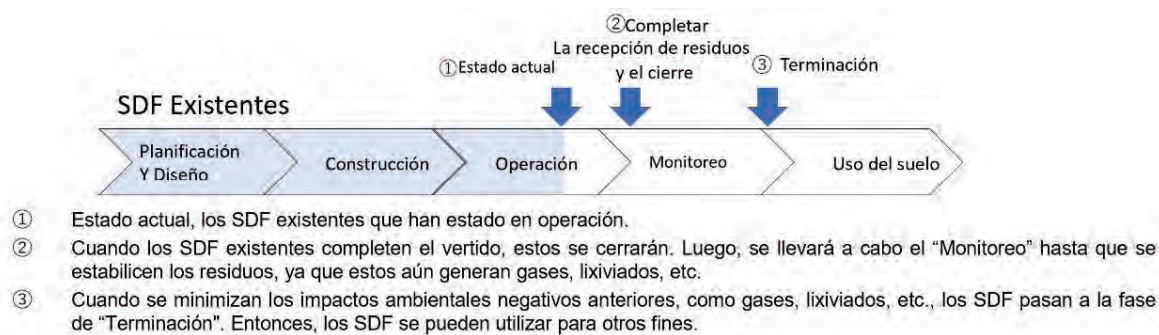 ②Completar
La recepción de residuos
y el cierre
①Estado actual
③ Terminación
SDF Existentes
Planificación
Y Diseño
Construcción
Operación
Monitoreo
Uso del suelo
① Estado actual, los SDF existentes que han estado en operación.
② Cuando los SDF existentes completen el vertido, estos se cerrarán. Luego, se llevará a cabo el “Monitoreo” hasta que se
estabilicen los residuos, ya que estos aún generan gases, lixiviados, etc.
③ Cuando se minimizan los impactos ambientales negativos anteriores, como gases, lixiviados, etc., los SDF pasan a la fase
de “Terminación”. Entonces, los SDF se pueden utilizar para otros fines.